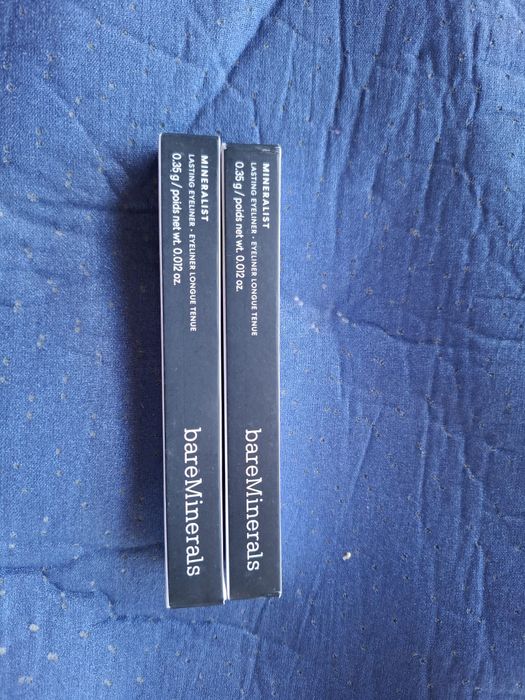 MINERALIST
LASTING EYELINER • EYELINER LONGUE TENUE
0.35 g / poids net wt. 0.012 oz.
bareMinerals
MINERALIST
LASTING EYELINER • EYELINER LONGUE TENUE
0.35 g / poids net wt. 0.012 oz.
bareMinerals